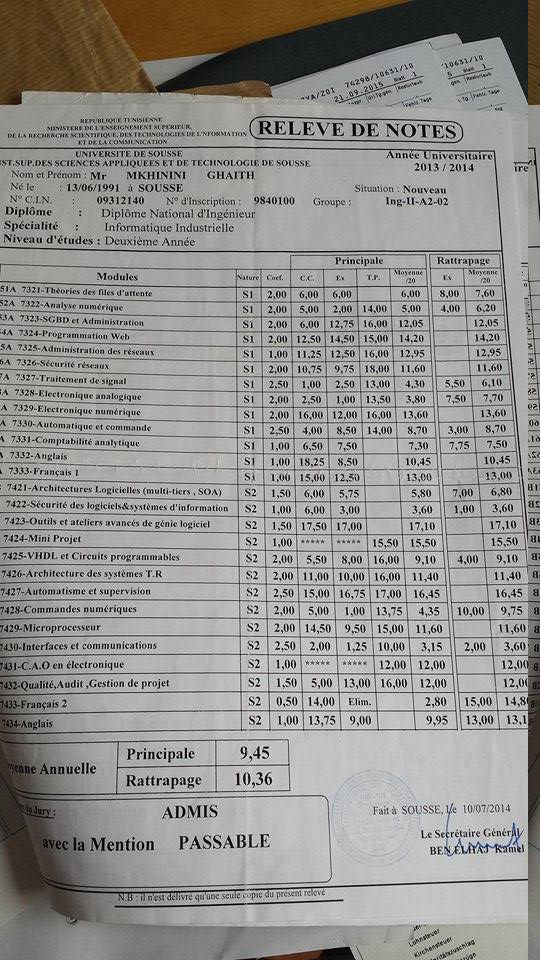 ZYA/Z01 74298/10631/10
21.09.2015 Blatt 1
10631/10
5 Blatt 1
REPUBLIQUE TUNISIENNE
MINISTERE DE L'ENSEIGNEMENT SUPERIEUR,
DE LA RECHERCHE SCIENTIFIQUE, DES TECHNOLOGIES DE L'INFORMATION
ET DE LA COMMUNICATION
RELEVE DE NOTES
UNIVERSITE DE SOUSSE
ST.SUP.DES SCIENCES APPLIQUEES ET DE TECHNOLOGIE DE SOUSSE
Année Universitaire
2013 / 2014
Nom et Prénom : Mr MKHININI GHAITH
Né le : 13/06/1991 à SOUSSE Situation : Nouveau
N° C.I.N. : 09312140 N° d'Inscription : 9840100 Groupe : Ing-II-A2-02
Diplôme : Diplôme National d'Ingénieur
Spécialité : Informatique Industrielle
Niveau d'études : Deuxième Année
Principale Rattrapage
Modules Nature Coef. C.C. Ex T.P. Moyenne /20 Ex Moyenne /20
51A 7321-Théories des files d'attente S1 2,00 6,00 6,00 6,00 8,00 7,60
52A 7322-Analyse numérique S1 2,00 5,00 2,00 14,00 5,00 4,00 6,20
53A 7323-SGBD et Administration S1 2,00 6,00 12,75 16,00 12,05 12,05
54A 7324-Programmation Web S1 2,00 12,50 14,50 15,00 14,20 14,20
5A 7325-Administration des réseaux S1 1,00 11,25 12,50 16,00 12,95 12,95
6A 7326-Sécurité réseaux S1 2,00 10,75 9,75 18,00 11,60 11,60
7A 7327-Traitement de signal S1 2,50 1,00 2,50 13,00 4,30 5,50 6,10
A 7328-Electronique analogique S1 2,00 2,50 1,00 13,50 3,80 7,50 7,70
A 7329-Electronique numérique S1 2,00 16,00 12,00 16,00 13,60 13,60
A 7330-Automatique et commande S1 2,50 4,00 8,50 14,00 8,70 3,00 8,70
A 7331-Comptabilité analytique S1 1,00 6,50 7,50 7,30 7,75 7,50
A 7332-Anglais S1 1,00 18,25 8,50 10,45 10,45
A 7333-Français 1 S1 1,00 15,00 12,50 13,00 13,00
7421-Architectures Logicielles (multi-tiers , SOA) S2 1,50 6,00 5,75 5,80 7,00 6,80
7422-Sécurité des logiciels&systèmes d'information S2 1,00 6,00 3,00 3,60 1,00 3,60
7423-Outils et ateliers avancés de génie logiciel S2 1,50 17,50 17,00 17,10 17,10
7424-Mini Projet S2 1,00 ***** ***** 15,50 15,50 15,50
7425-VHDL et Circuits programmables S2 2,00 5,50 8,00 16,00 9,10 4,00 9,10
7426-Architecture des systèmes T.R S2 2,00 11,00 10,00 16,00 11,40 11,40
7427-Automatisme et supervision S2 2,50 15,00 16,75 17,00 16,45 16,45
7428-Commandes numériques S2 2,00 5,00 1,00 13,75 4,35 10,00 9,75
7429-Microprocesseur S2 2,00 14,50 9,50 15,00 11,60 11,60
7430-Interfaces et communications S2 2,50 2,00 1,25 10,00 3,15 2,00 3,60
7431-C.A.O en électronique S2 1,00 ***** ***** 12,00 12,00 12,00
7432-Qualité,Audit ,Gestion de projet S2 1,50 5,00 13,00 16,00 12,00 12,00
7433-Français 2 S2 0,50 14,00 Elim. 2,80 15,00 14,80
7434-Anglais S2 1,00 13,75 9,00 9,95 13,00 13,1
yenne Annuelle
Principale 9,45
Rattrapage 10,36
du Jury :
ADMIS
avec la Mention PASSABLE
Fait à SOUSSE, Le 10/07/2014
Le Secrétaire Général
BEN ELHAJ Kamel
N.B : il n'est délivré qu'une seule copie du présent relevé
Lohnsteuer
Kirchensteuer